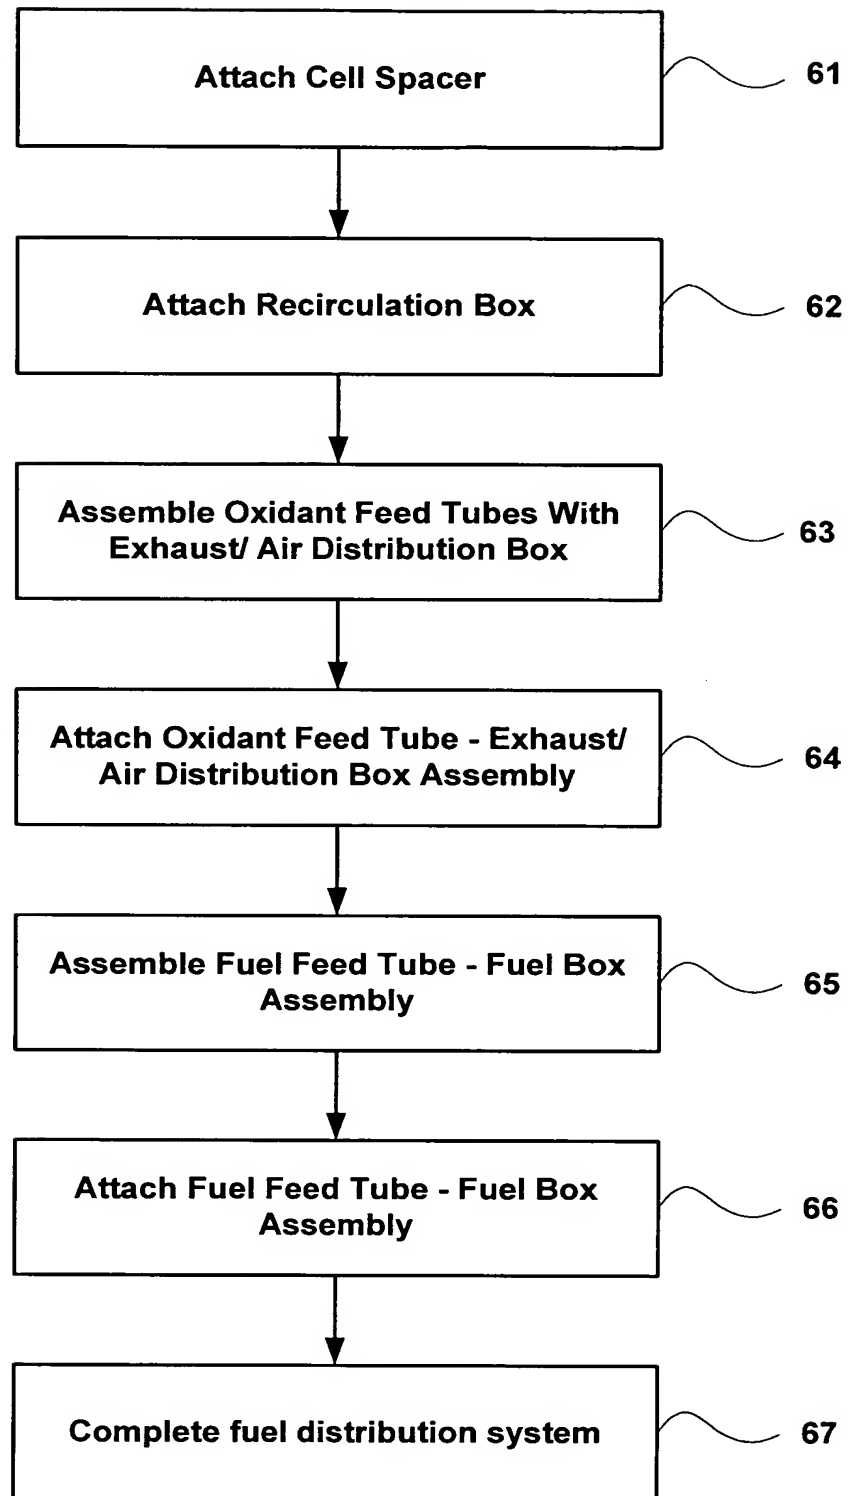 Attach Cell Spacer
61
Attach Recirculation Box
62
Assemble Oxidant Feed Tubes With
Exhaust/ Air Distribution Box
63
Attach Oxidant Feed Tube - Exhaust/
Air Distribution Box Assembly
64
Assemble Fuel Feed Tube - Fuel Box
Assembly
65
Attach Fuel Feed Tube - Fuel Box
Assembly
66
Complete fuel distribution system
67